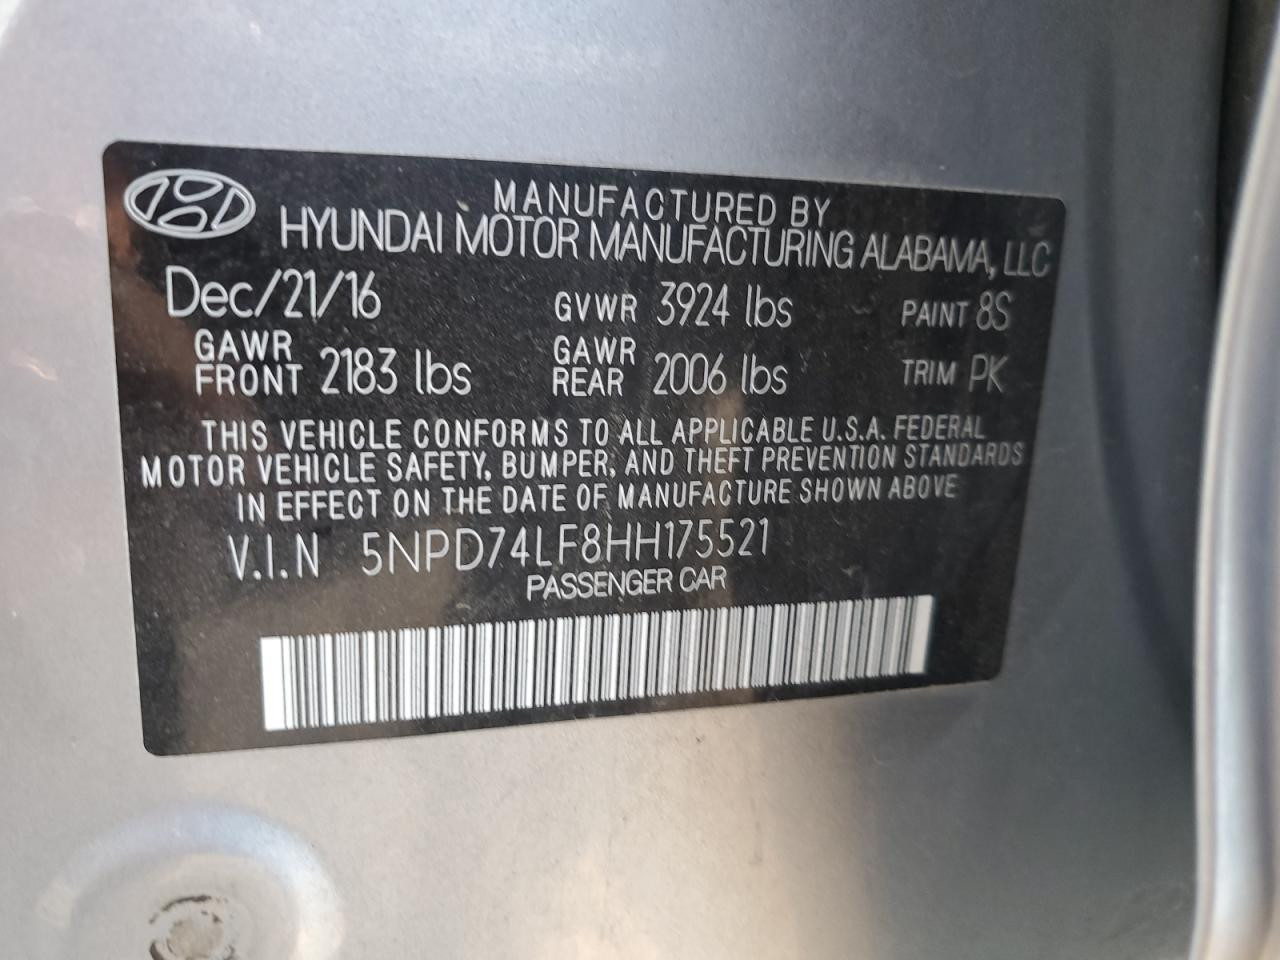 MANUFACTURED BY
HYUNDAI MOTOR MANUFACTURING ALABAMA, LLC
Dec/21/16 GVWR 3924 lbs PAINT 8S
GAWR FRONT 2183 lbs GAWR REAR 2006 lbs TRIM PK
THIS VEHICLE CONFORMS TO ALL APPLICABLE U.S.A. FEDERAL
MOTOR VEHICLE SAFETY, BUMPER, AND THEFT PREVENTION STANDARDS
IN EFFECT ON THE DATE OF MANUFACTURE SHOWN ABOVE
V.I.N 5NPD74LF8HH175521
PASSENGER CAR